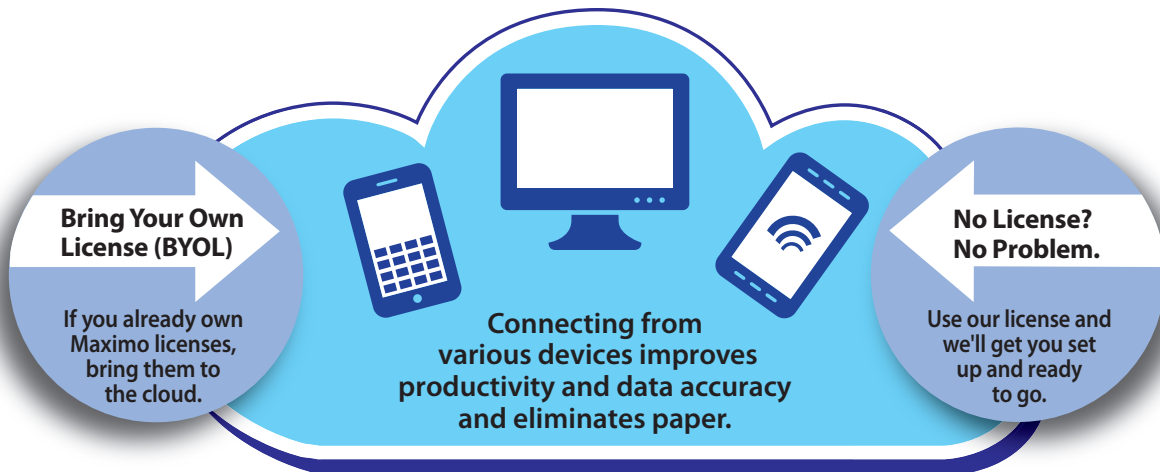 Bring Your Own
License (BYOL)
If you already own
Maximo licenses,
bring them to
the cloud.
Connecting from
various devices improves
productivity and data accuracy
and eliminates paper.
No License?
No Problem.
Use our license and
we'll get you set
up and ready
to go.